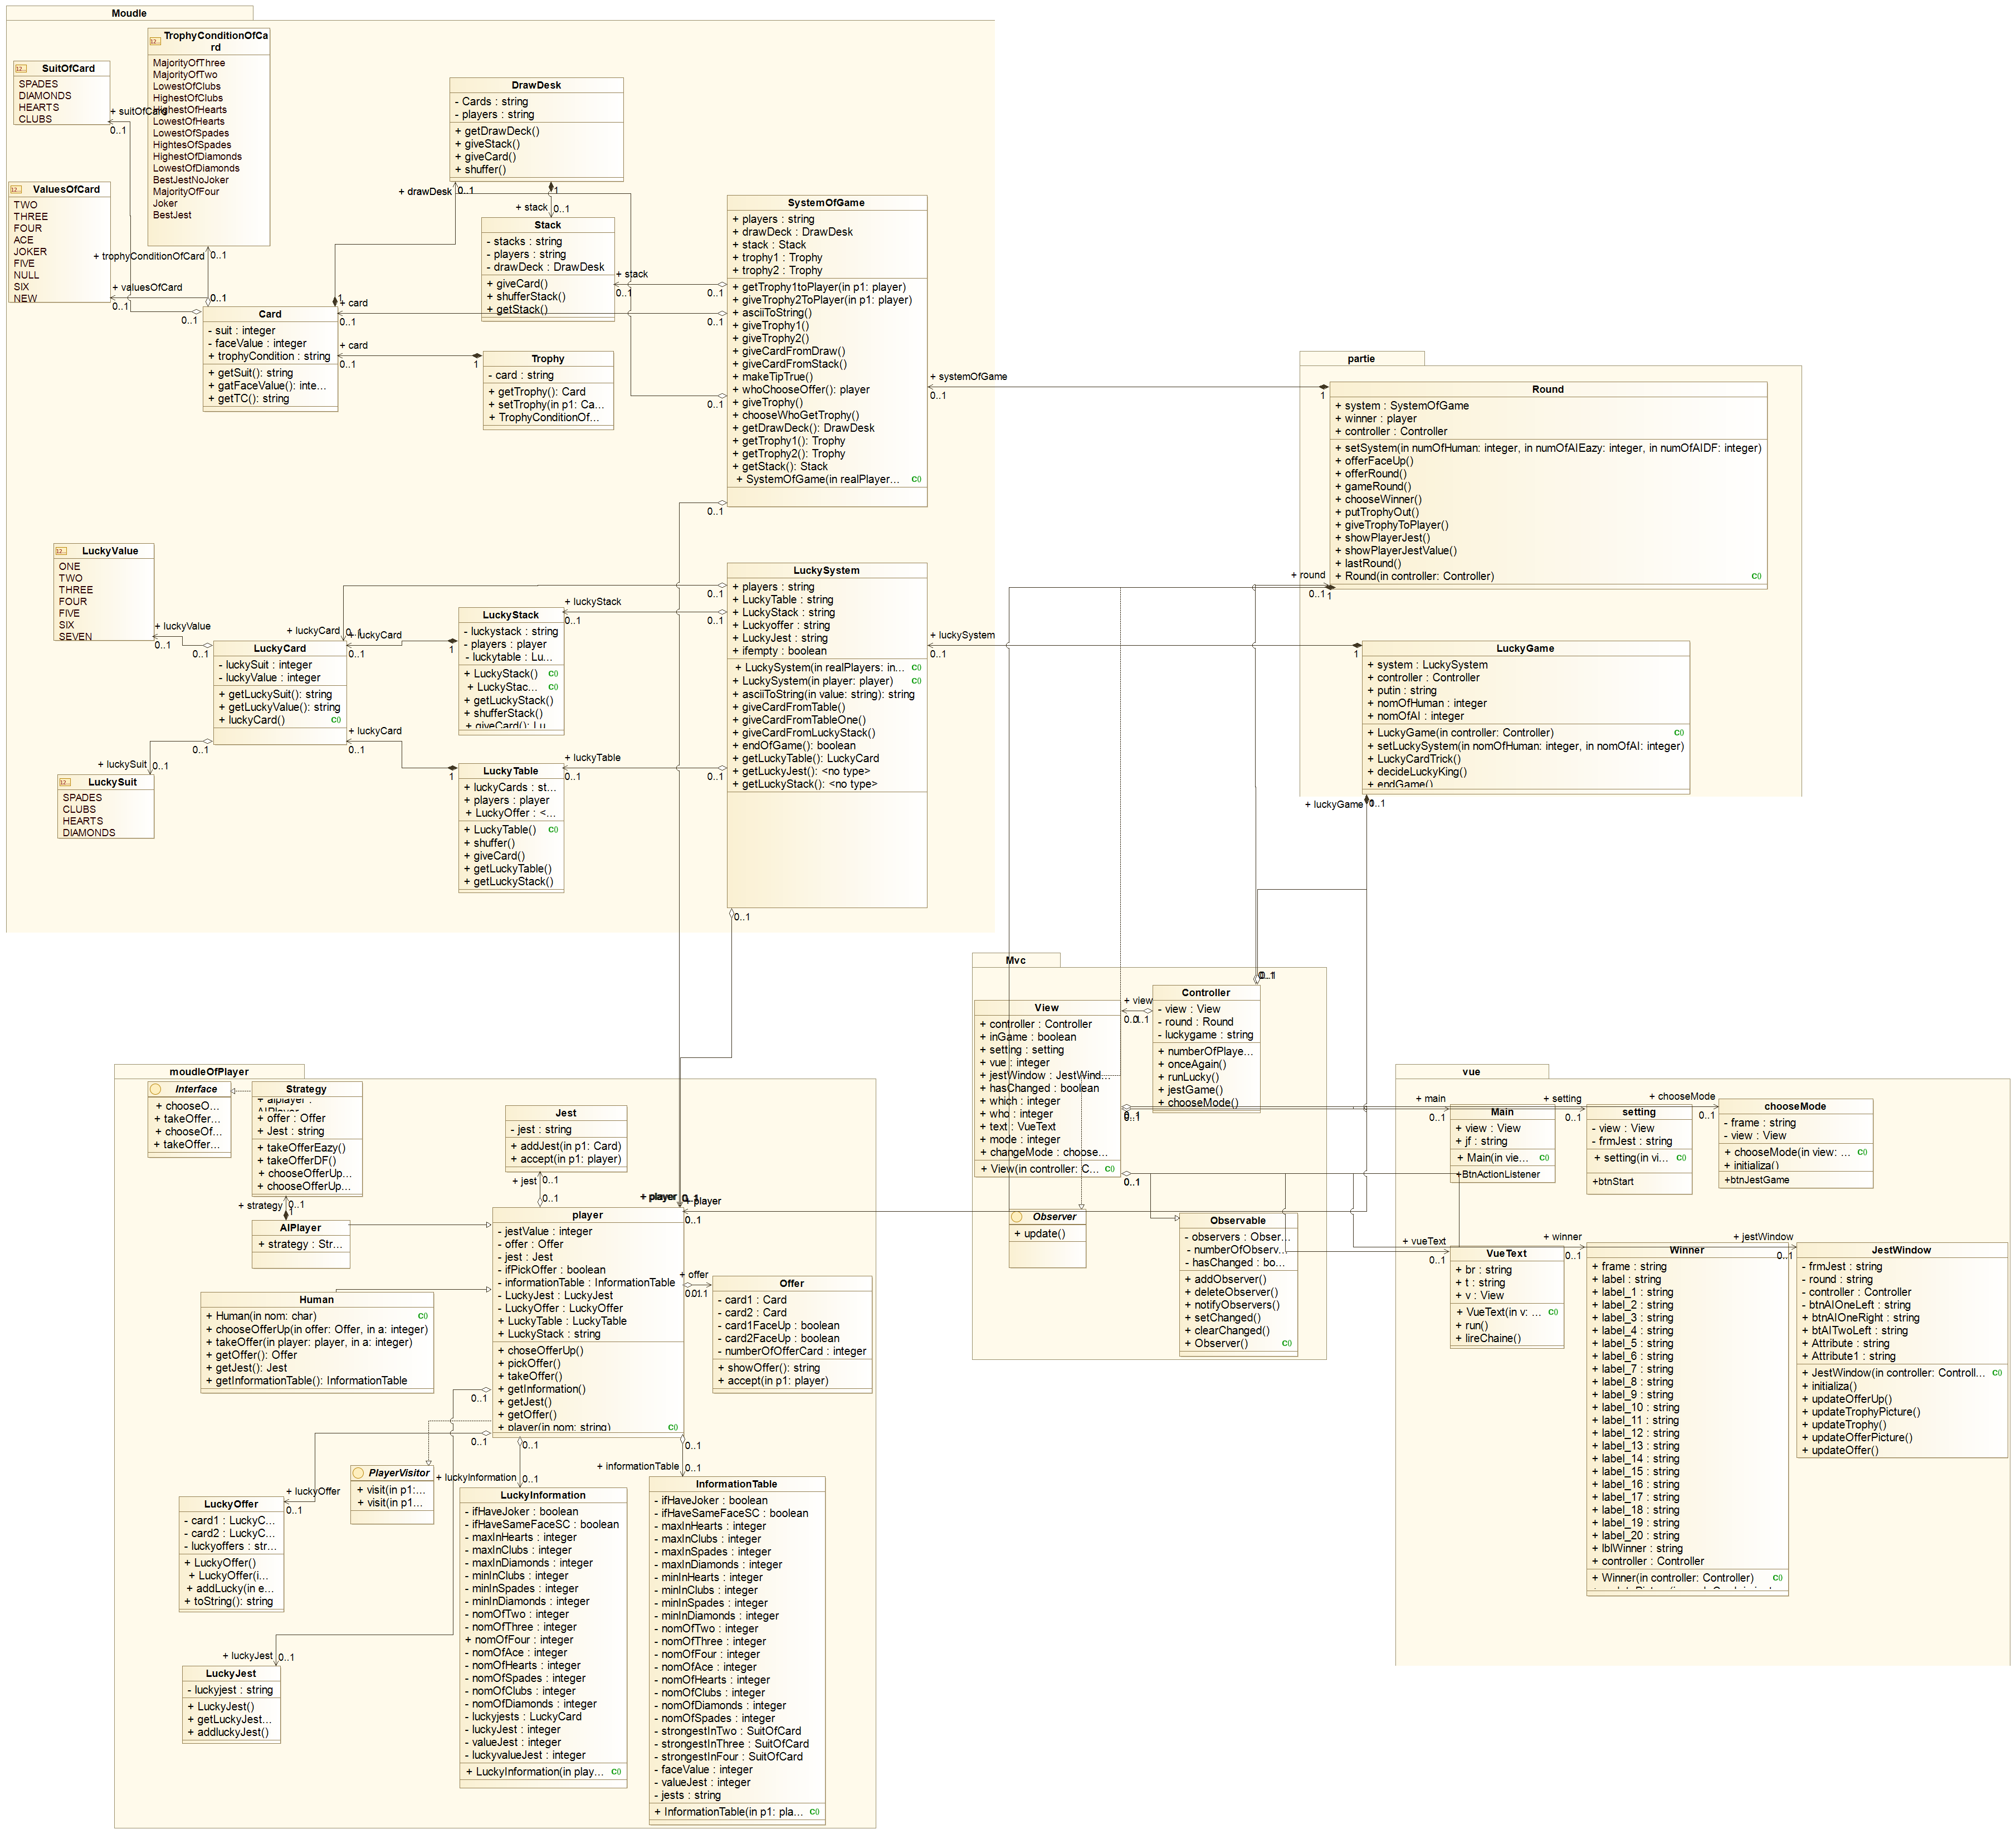 Moudle
TrophyConditionOfCa
rd
MajorityOfThree
MajorityOfTwo
LowestOfClubs
HighestOfClubs
HighestOfHearts
LowestOfHearts
LowestOfSpades
HightesOfSpades
HighestOfDiamonds
LowestOfDiamonds
BestJestNoJoker
MajorityOfFour
Joker
BestJest
SuitOfCard
SPADES
DIAMONDS
HEARTS
CLUBS
+ suitOfCard
0..1
ValuesOfCard
TWO
THREE
FOUR
ACE
JOKER
FIVE
NULL
SIX
NEW
+ trophyConditionOfCard
0..1
+ valuesOfCard
0..1
0..1
0..1
Card
- suit : integer
- faceValue : integer
+ trophyCondition : string
+ getSuit(): string
+ gatFaceValue(): inte...
+ getTC(): string
DrawDesk
- Cards : string
- players : string
+ getDrawDeck()
+ giveStack()
+ giveCard()
+ shuffer()
+ drawDesk
0..1
1
+ stack
0..1
Stack
- stacks : string
- players : string
- drawDeck : DrawDesk
+ giveCard()
+ shufferStack()
+ getStack()
+ stack
0..1
0..1
1
+ card
0..1
0..1
+ card
0..1
1
Trophy
- card : string
+ getTrophy(): Card
+ setTrophy(in p1: Ca...
+ TrophyConditionOf...
0..1
SystemOfGame
+ players : string
+ drawDeck : DrawDesk
+ stack : Stack
+ trophy1 : Trophy
+ trophy2 : Trophy
+ getTrophy1toPlayer(in p1: player)
+ giveTrophy2ToPlayer(in p1: player)
+ asciiToString()
+ giveTrophy1()
+ giveTrophy2()
+ giveCardFromDraw()
+ giveCardFromStack()
+ makeTipTrue()
+ whoChooseOffer(): player
+ giveTrophy()
+ chooseWhoGetTrophy()
+ getDrawDeck(): DrawDesk
+ getTrophy1(): Trophy
+ getTrophy2(): Trophy
+ getStack(): Stack
+ SystemOfGame(in realPlayer...
0..1
+ systemOfGame
0..1
1
partie
Round
+ system : SystemOfGame
+ winner : player
+ controller : Controller
+ setSystem(in numOfHuman: integer, in numOfAIEazy: integer, in numOfAIDF: integer)
+ offerFaceUp()
+ offerRound()
+ gameRound()
+ chooseWinner()
+ putTrophyOut()
+ giveTrophyToPlayer()
+ showPlayerJest()
+ showPlayerJestValue()
+ lastRound()
+ Round(in controller: Controller)
+ round
0..1
1
LuckyValue
ONE
TWO
THREE
FOUR
FIVE
SIX
SEVEN
+ luckyValue
0..1
0..1
+ luckyCard
0..1
+ luckyCard
0..1
1
LuckyCard
- luckySuit : integer
- luckyValue : integer
+ getLuckySuit(): string
+ getLuckyValue(): string
+ luckyCard()
0..1
+ luckyCard
0..1
1
+ luckySuit
0..1
LuckySuit
SPADES
CLUBS
HEARTS
DIAMONDS
LuckyStack
- luckystack : string
- players : player
- luckytable : Lu...
+ LuckyStack()
+ LuckyStac...
+ getLuckyStack()
+ shufferStack()
+ giveCard(): Lu
+ luckyStack
0..1
0..1
0..1
LuckyTable
+ luckyCards : st...
+ players : player
+ LuckyOffer : <...
+ LuckyTable()
+ shuffer()
+ giveCard()
+ getLuckyTable()
+ getLuckyStack()
+ luckyTable
0..1
0..1
LuckySystem
+ players : string
+ LuckyTable : string
+ LuckyStack : string
+ Luckyoffer : string
+ LuckyJest : string
+ ifempty : boolean
+ LuckySystem(in realPlayers: in...
+ LuckySystem(in player: player)
+ asciiToString(in value: string): string
+ giveCardFromTable()
+ giveCardFromTableOne()
+ giveCardFromLuckyStack()
+ endOfGame(): boolean
+ getLuckyTable(): LuckyCard
+ getLuckyJest(): <no type>
+ getLuckyStack(): <no type>
0..1
+ luckySystem
0..1
1
LuckyGame
+ system : LuckySystem
+ controller : Controller
+ putin : string
+ nomOfHuman : integer
+ nomOfAI : integer
+ LuckyGame(in controller: Controller)
+ setLuckySystem(in nomOfHuman: integer, in nomOfAI: integer)
+ LuckyCardTrick()
+ decideLuckyKing()
+ endGame()
+ luckyGame
0..1
Mvc
View
+ controller : Controller
+ inGame : boolean
+ setting : setting
+ vue : integer
+ jestWindow : JestWind...
+ hasChanged : boolean
+ which : integer
+ who : integer
+ text : VueText
+ mode : integer
+ changeMode : choose...
+ View(in controller: C...
+ view
0..1
0..1
Controller
- view : View
- round : Round
- luckygame : string
+ numberOfPlaye...
+ onceAgain()
+ runLucky()
+ jestGame()
+ chooseMode()
0..1
0..1
Observer
+ update()
Observable
- observers : Obser...
- numberOfObserv...
- hasChanged : bo...
+ addObserver()
+ deleteObserver()
+ notifyObservers()
+ setChanged()
+ clearChanged()
+ Observer()
vue
+ main
0..1
Main
+ view : View
+ jf : string
+ Main(in vie...
+BtnActionListener
+ setting
0..1
setting
- view : View
- frmJest : string
+ setting(in vi...
+btnStart
+ chooseMode
0..1
chooseMode
- frame : string
- view : View
+ chooseMode(in view: ...
+ initializa()
+btnJestGame
+ vueText
0..1
VueText
+ br : string
+ t : string
+ v : View
+ VueText(in v: ...
+ run()
+ lireChaine()
+ winner
Winner
+ frame : string
+ label : string
+ label_1 : string
+ label_2 : string
+ label_3 : string
+ label_4 : string
+ label_5 : string
+ label_6 : string
+ label_7 : string
+ label_8 : string
+ label_9 : string
+ label_10 : string
+ label_11 : string
+ label_12 : string
+ label_13 : string
+ label_14 : string
+ label_15 : string
+ label_16 : string
+ label_17 : string
+ label_18 : string
+ label_19 : string
+ label_20 : string
+ lblWinner : string
+ controller : Controller
+ Winner(in controller: Controller)
+ jestWindow
0..1
JestWindow
- frmJest : string
- round : string
- controller : Controller
- btnAIOneLeft : string
- btnAIOneRight : string
- btAITwoLeft : string
+ Attribute : string
+ Attribute1 : string
+ JestWindow(in controller: Controll...
+ initializa()
+ updateOfferUp()
+ updateTrophyPicture()
+ updateTrophy()
+ updateOfferPicture()
+ updateOffer()
moudleOfPlayer
Interface
+ chooseO...
+ takeOffer...
+ chooseOf...
+ takeOffer...
Strategy
+ aiplayer :
AIPlayer
+ offer : Offer
+ Jest : string
+ takeOfferEazy()
+ takeOfferDF()
+ chooseOfferUp...
+ chooseOfferUp...
+ strategy
0..1
1
AIPlayer
+ strategy : Str...
Human
+ Human(in nom: char)
+ chooseOfferUp(in offer: Offer, in a: integer)
+ takeOffer(in player: player, in a: integer)
+ getOffer(): Offer
+ getJest(): Jest
+ getInformationTable(): InformationTable
Jest
- jest : string
+ addJest(in p1: Card)
+ accept(in p1: player)
+ jest
0..1
0..1
+ player
0..1
+ player
0..1
player
- jestValue : integer
- offer : Offer
- jest : Jest
- ifPickOffer : boolean
- informationTable : InformationTable
- LuckyJest : LuckyJest
- LuckyOffer : LuckyOffer
+ LuckyTable : LuckyTable
+ LuckyStack : string
+ choseOfferUp()
+ pickOffer()
+ takeOffer()
+ getInformation()
+ getJest()
+ getOffer()
+ player(in nom: string)
+ offer
Offer
- card1 : Card
- card2 : Card
- card1FaceUp : boolean
- card2FaceUp : boolean
- numberOfOfferCard : integer
+ showOffer(): string
+ accept(in p1: player)
0..1
0..1
0..1
0..1
PlayerVisitor
+ visit(in p1:...
+ visit(in p1...
+ luckyOffer
0..1
LuckyOffer
- card1 : LuckyC...
- card2 : LuckyC...
- luckyoffers : str...
+ LuckyOffer()
+ LuckyOffer(i...
+ addLucky(in e...
+ toString(): string
+ luckyJest
0..1
LuckyJest
- luckyjest : string
+ LuckyJest()
+ getLuckyJest...
+ addluckyJest()
+ luckyInformation
0..1
LuckyInformation
- ifHaveJoker : boolean
- ifHaveSameFaceSC : boolean
- maxInHearts : integer
- maxInClubs : integer
- maxInDiamonds : integer
- minInClubs : integer
- minInSpades : integer
- minInDiamonds : integer
- nomOfTwo : integer
- nomOfThree : integer
+ nomOfFour : integer
- nomOfAce : integer
- nomOfHearts : integer
- nomOfSpades : integer
- nomOfClubs : integer
- nomOfDiamonds : integer
- luckyjests : LuckyCard
- luckyJest : integer
- valueJest : integer
- luckyvalueJest : integer
+ LuckyInformation(in play...
+ informationTable
0..1
InformationTable
- ifHaveJoker : boolean
- ifHaveSameFaceSC : boolean
- maxInHearts : integer
- maxInClubs : integer
- maxInSpades : integer
- maxInDiamonds : integer
- minInHearts : integer
- minInClubs : integer
- minInSpades : integer
- minInDiamonds : integer
- nomOfTwo : integer
- nomOfThree : integer
- nomOfFour : integer
- nomOfAce : integer
- nomOfHearts : integer
- nomOfClubs : integer
- nomOfDiamonds : integer
- nomOfSpades : integer
- strongestInTwo : SuitOfCard
- strongestInThree : SuitOfCard
- strongestInFour : SuitOfCard
- faceValue : integer
- valueJest : integer
- jests : string
+ InformationTable(in p1: pla...